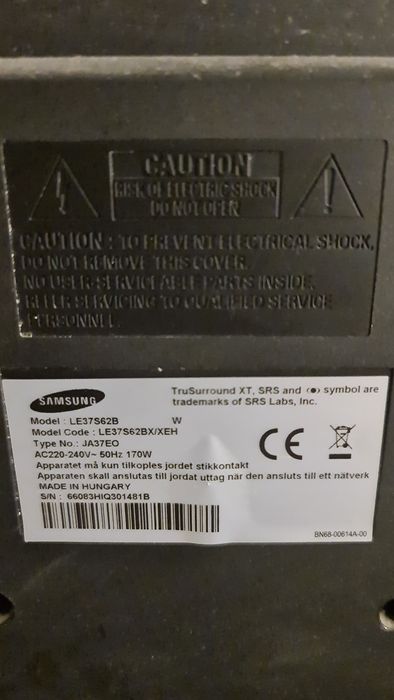 CAUTION
RISK OF ELECTRIC SHOCK
DO NOT OPEN
CAUTION : TO PREVENT ELECTRICAL SHOCK,
DO NOT REMOVE THIS COVER.
NO USER-SERVICEABLE PARTS INSIDE.
REFER SERVICING TO QUALIFIED SERVICE
PERSONNEL.
SAMSUNG
TruSurround XT, SRS and (●) symbol are
trademarks of SRS Labs, Inc.
Model : LE37S62B W
Model Code : LE37S62BX/XEH
Type No.: JA37EO
AC220-240V~ 50Hz 170W
Apparatet må kun tilkoples jordet stikkontakt
Apparaten skall anslutas till jordat uttag när den ansluts till ett nätverk
MADE IN HUNGARY
S/N : 66083HIQ301481B
CE
BN68-00614A-00